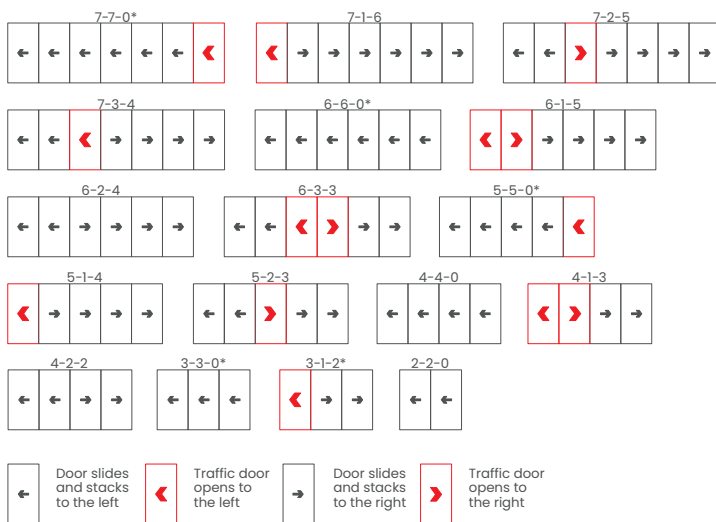 7-7-0*
7-1-6
7-2-5
7-3-4
6-6-0*
6-1-5
6-2-4
6-3-3
5-5-0*
5-1-4
5-2-3
4-4-0
4-1-3
4-2-2
3-3-0*
3-1-2*
2-2-0
Door slides
and stacks
to the left
Traffic door
opens to
the left
Door slides
and stacks
to the right
Traffic door
opens to
the right